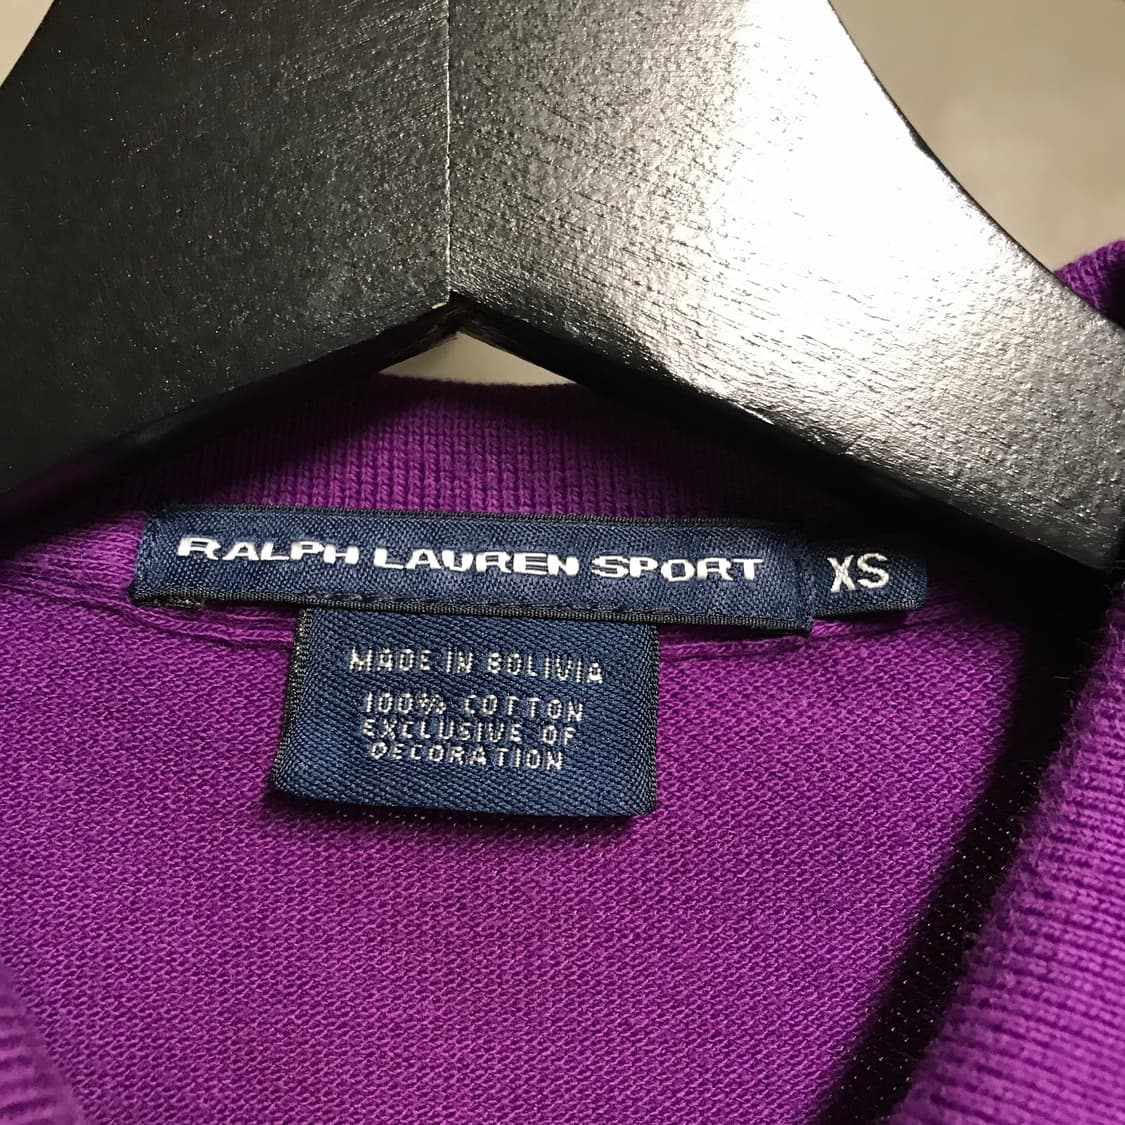 RALPH LAUREN SPORT
XS
MADE IN BOLIVIA
100% COTTON
EXCLUSIVE OF
DECORATION